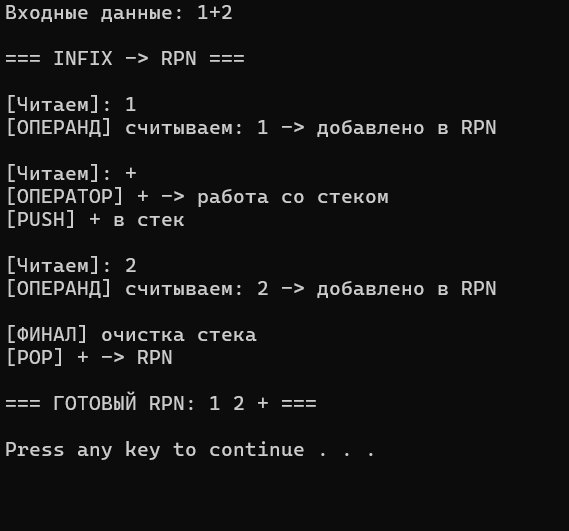 Входные данные: 1+2
=== INFIX -> RPN ===
[Читаем]: 1
[ОПЕРАНД] считываем: 1 -> добавлено в RPN
[Читаем]: +
[ОПЕРАТОР] + -> работа со стеком
[PUSH] + в стек
[Читаем]: 2
[ОПЕРАНД] считываем: 2 -> добавлено в RPN
[ФИНАЛ] очистка стека
[POP] + -> RPN
=== ГОТОВЫЙ RPN: 1 2 + ===
Press any key to continue . . .